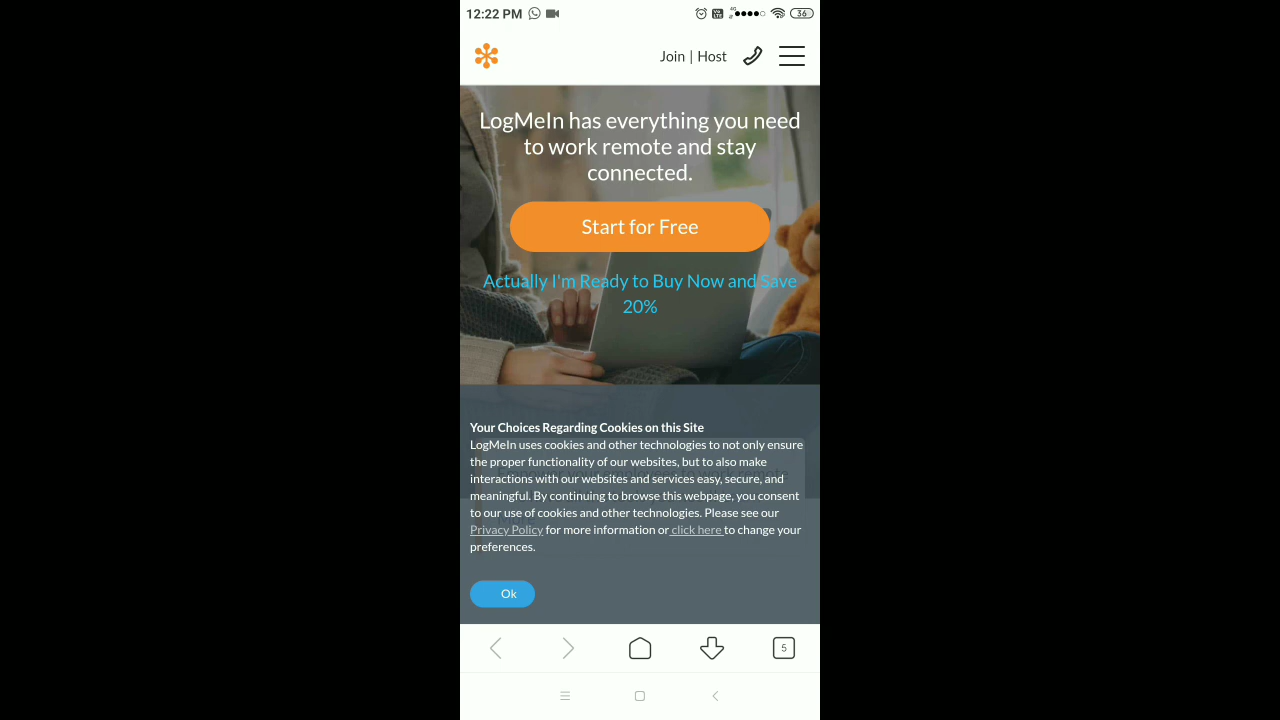 12:22 PM
4G
36
Join | Host
LogMeIn has everything you need
to work remote and stay
connected.
Start for Free
Actually I'm Ready to Buy Now and Save
20%
Your Choices Regarding Cookies on this Site
LogMeIn uses cookies and other technologies to not only ensure
the proper functionality of our websites, but to also make
interactions with our websites and services easy, secure, and
meaningful. By continuing to browse this webpage, you consent
to our use of cookies and other technologies. Please see our
Privacy Policy for more information or click here to change your
preferences.
Ok
5